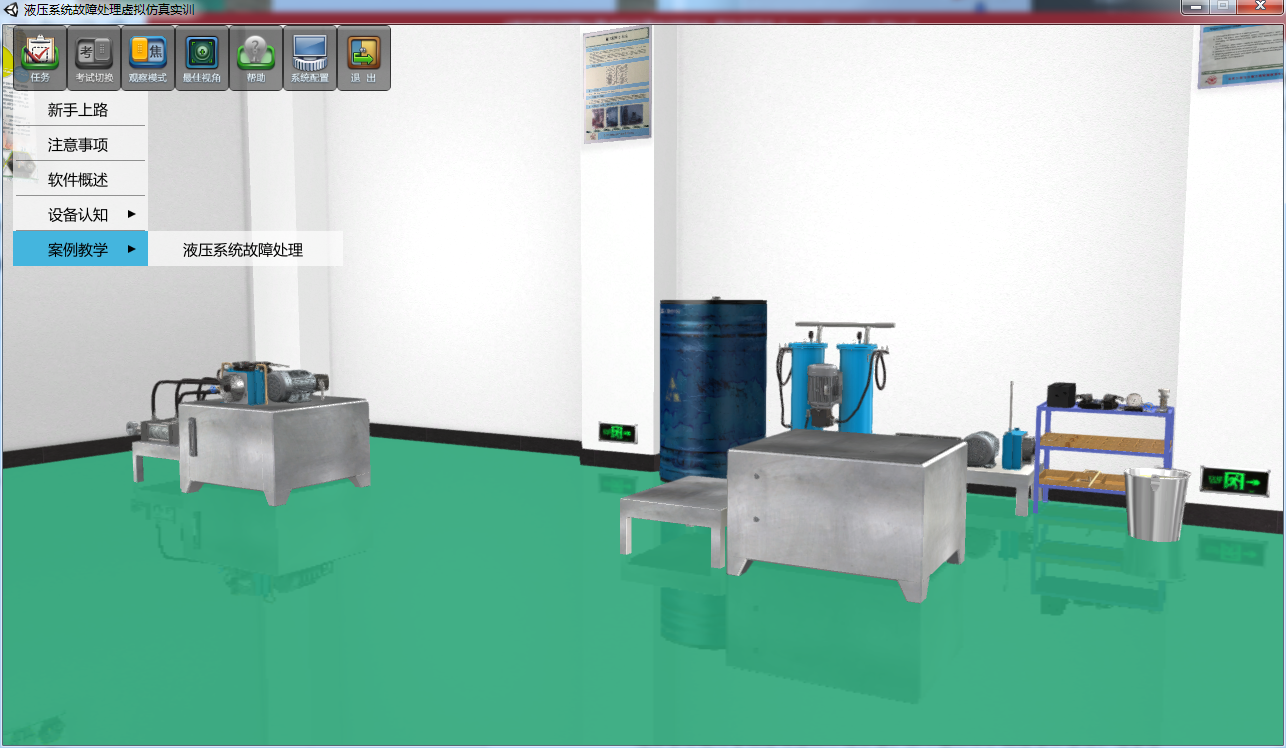 液压系统故障处理虚拟仿真实训
任务
考试切换
观察模式
最佳视角
帮助
系统配置
退 出
考
焦
新手上路
注意事项
软件概述
设备认知
案例教学
液压系统故障处理